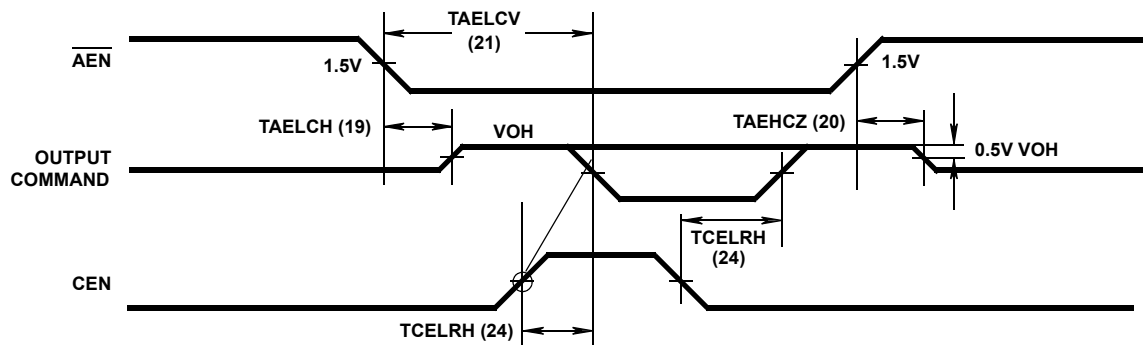 TAELCV
(21)
AEN
1.5V
1.5V
TAELCH (19)
VOH
TAEHCZ (20)
0.5V VOH
OUTPUT
COMMAND
TCELRH
(24)
CEN
TCELRH (24)